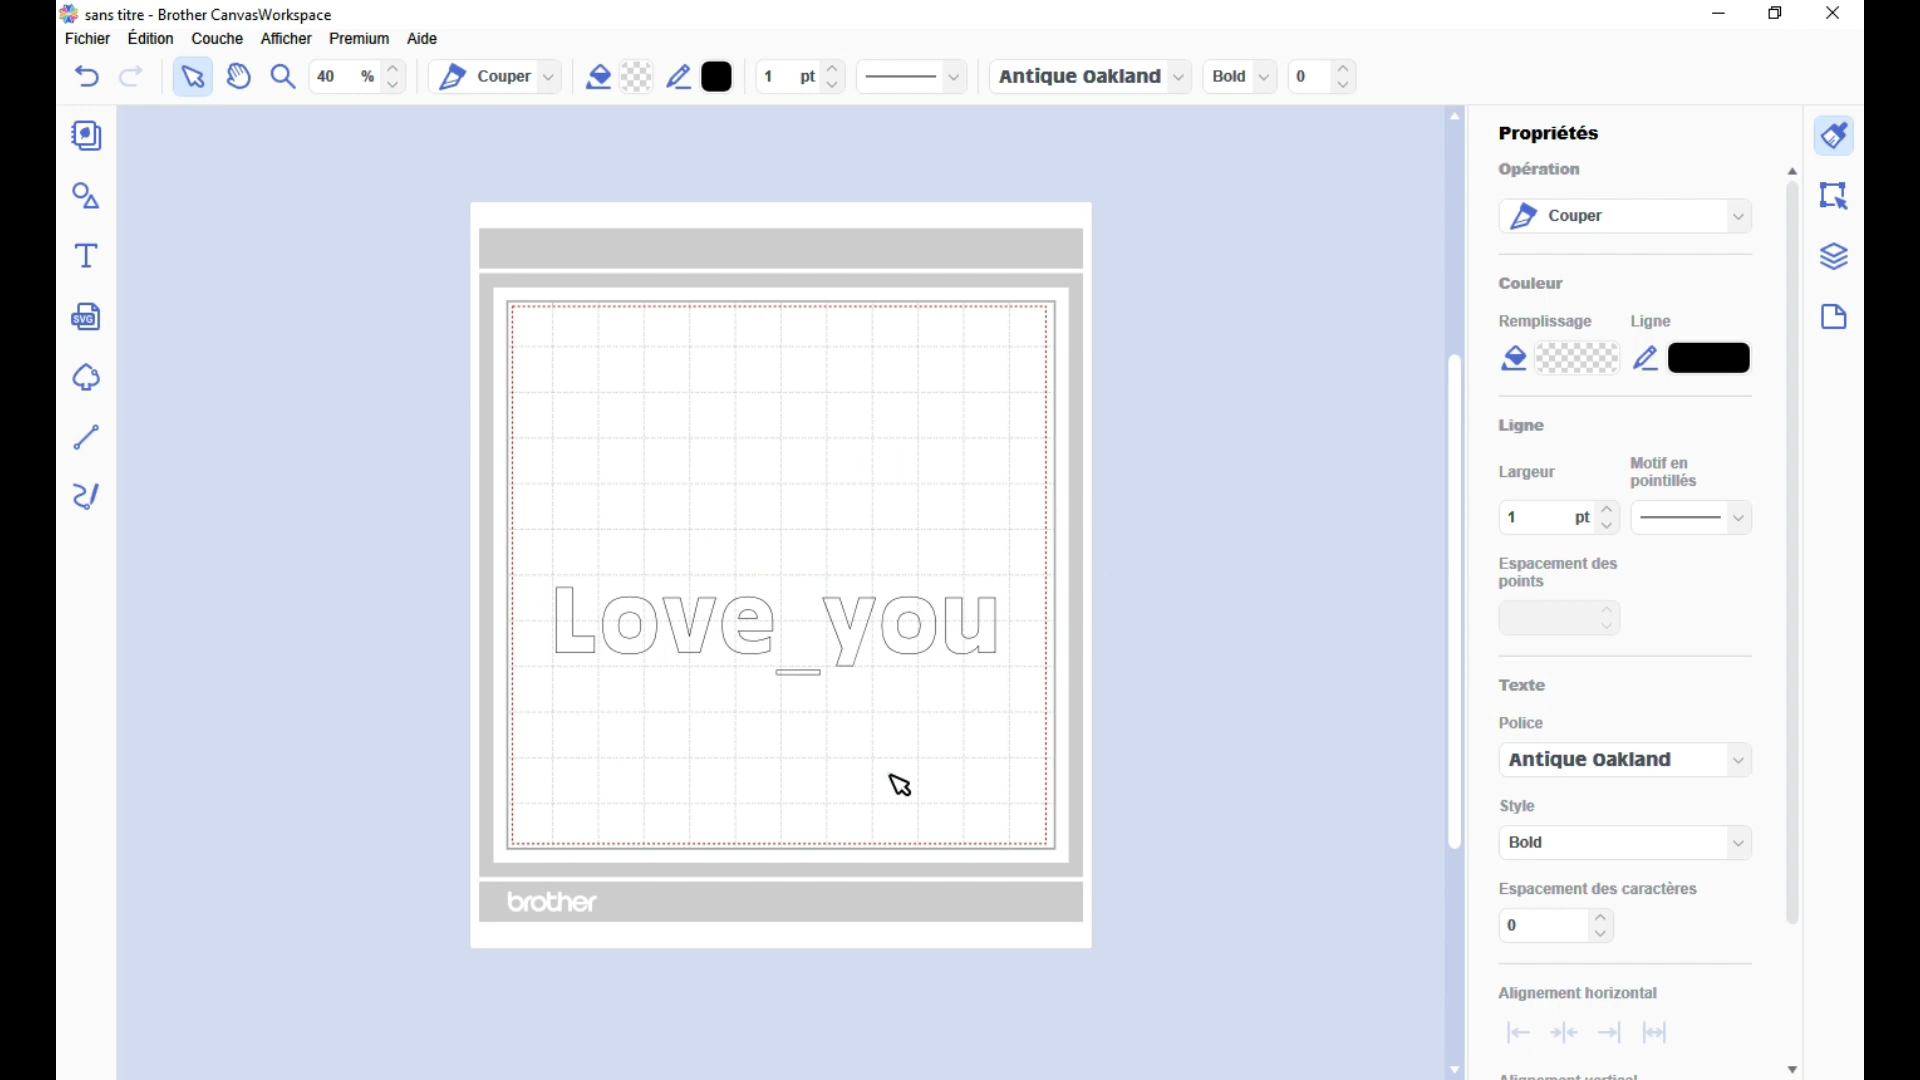 sans titre - Brother CanvasWorkspace
Fichier Édition Couche Afficher Premium Aide
40 % Couper 1 pt Antique Oakland Bold 0
Propriétés
Opération
Couper
Couleur
Remplissage Ligne
SVG
Ligne
Largeur Motif en pointillés
1 pt
Espacement des points
Love_you
Texte
Police
Antique Oakland
Style
Bold
Espacement des caractères
0
brother
Alignement horizontal